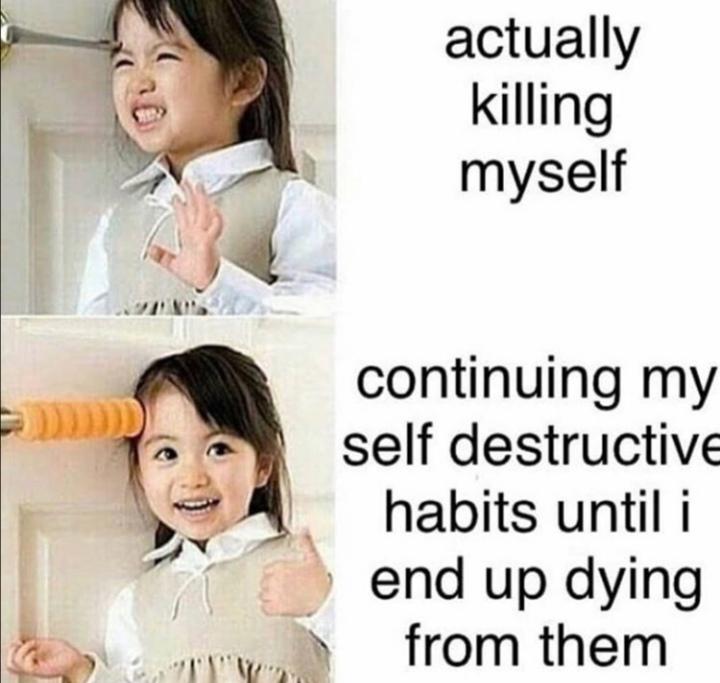 actually
killing
myself
continuing my
self destructive
habits until i
end up dying
from them